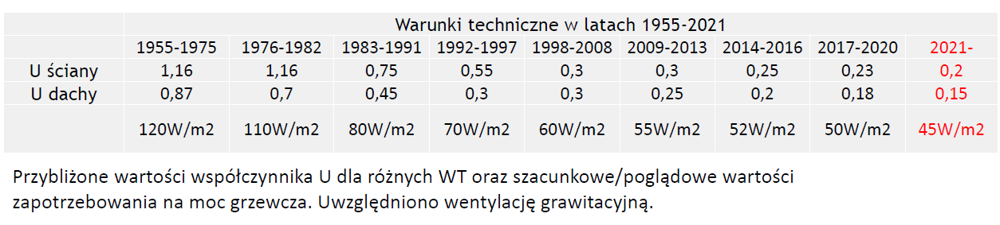 Warunki techniczne w latach 1955-2021
1955-1975 1976-1982 1983-1991 1992-1997 1998-2008 2009-2013 2014-2016 2017-2020 2021-
U ściany 1,16 1,16 0,75 0,55 0,3 0,3 0,25 0,23 0,2
U dachy 0,87 0,7 0,45 0,3 0,3 0,25 0,2 0,18 0,15
120W/m2 110W/m2 80W/m2 70W/m2 60W/m2 55W/m2 52W/m2 50W/m2 45W/m2
Przybliżone wartości współczynnika U dla różnych WT oraz szacunkowe/poglądowe wartości
zapotrzebowania na moc grzewcza. Uwzględniono wentylację grawitacyjną.